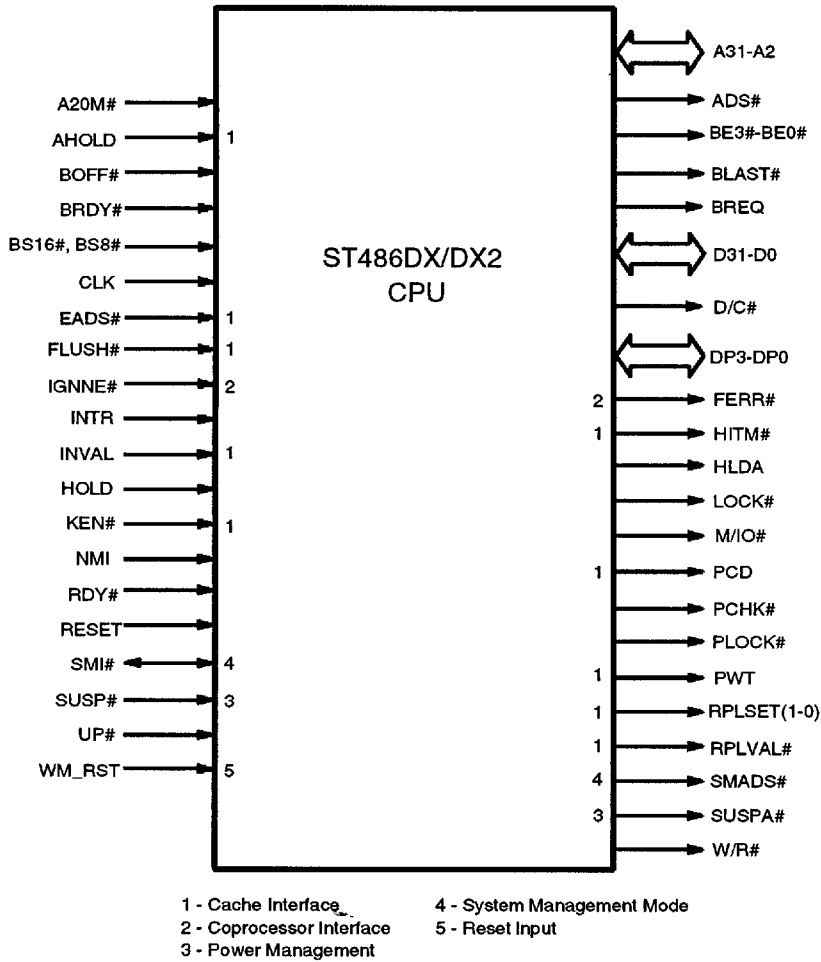 A31-A2
A20M#
ADS#
AHOLD 1
BE3#-BE0#
BOFF#
BLAST#
BRDY#
BREQ
BS16#, BS8#
ST486DX/DX2
D31-D0
CLK
CPU
D/C#
EADS# 1
FLUSH# 1
DP3-DP0
IGNNE# 2
2 FERR#
INTR
1 HITM#
INVAL 1
HLDA
HOLD
LOCK#
KEN# 1
M/IO#
NMI
1 PCD
RDY#
PCHK#
RESET
PLOCK#
SMI# 4
1 PWT
SUSP# 3
1 RPLSET(1-0)
UP#
1 RPLVAL#
WM_RST 5
4 SMADS#
3 SUSPA#
W/R#
1 - Cache Interface 4 - System Management Mode
2 - Coprocessor Interface 5 - Reset Input
3 - Power Management